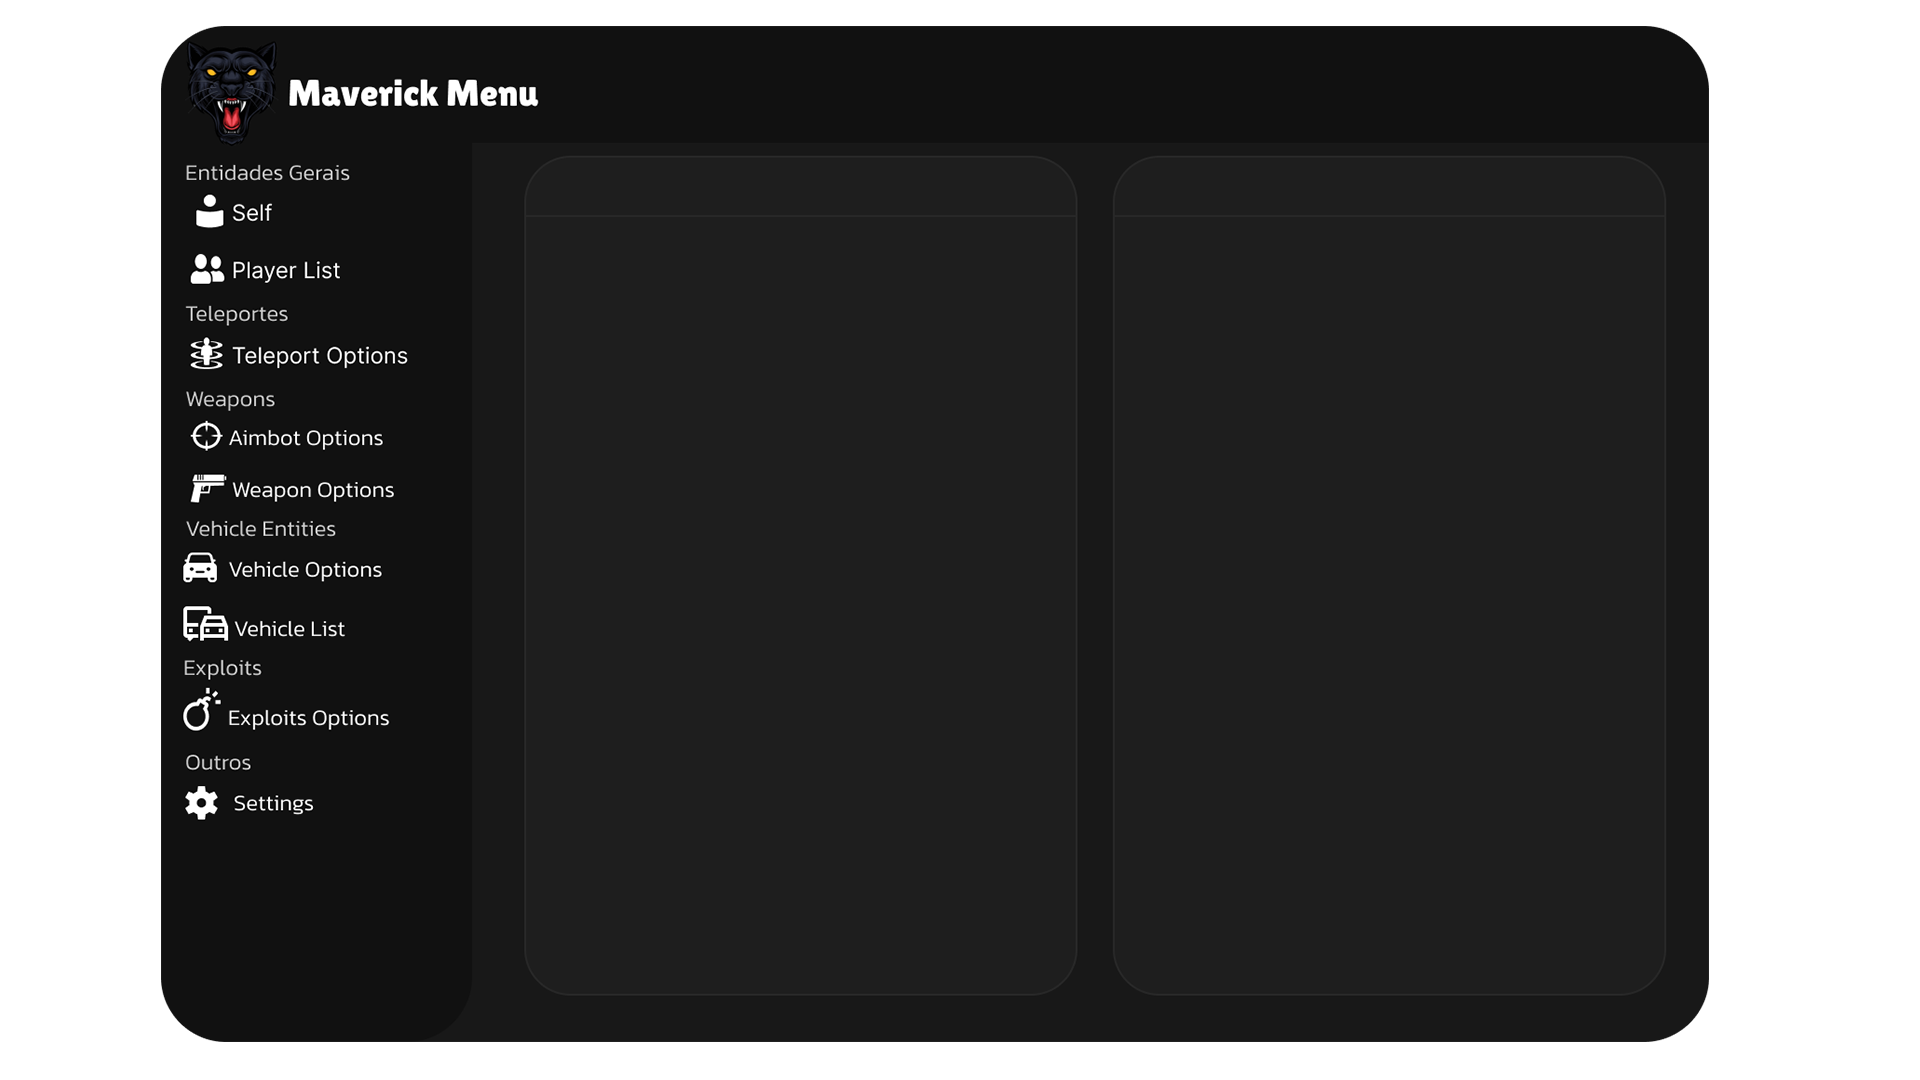 Maverick Menu
Entidades Gerais
Self
Player List
Teleportes
Teleport Options
Weapons
Aimbot Options
Weapon Options
Vehicle Entities
Vehicle Options
Vehicle List
Exploits
Exploits Options
Outros
Settings